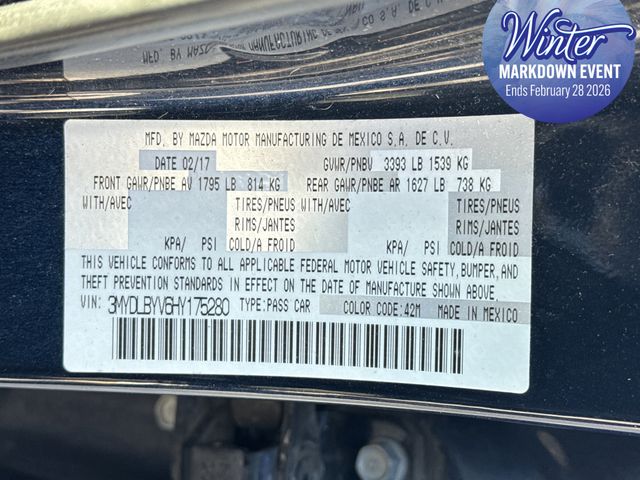 Winter
MARKDOWN EVENT
Ends February 28 2026
MFD. BY MAZDA MOTOR MANUFACTURING DE MEXICO S.A. DE C.V.
DATE 02/17 GVWR/PNBV 3393 LB 1539 KG
FRONT GAWR/PNBE AV 1795 LB 814 KG REAR GAWR/PNBE AR 1627 LB 738 KG
WITH/AVEC TIRES/PNEUS WITH/AVEC TIRES/PNEUS
RIMS/JANTES RIMS/JANTES
KPA/ PSI COLD/A FROID KPA/ PSI COLD/A FROID
THIS VEHICLE CONFORMS TO ALL APPLICABLE FEDERAL MOTOR VEHICLE SAFETY, BUMPER, AND
THEFT PREVENTION STANDARDS IN EFFECT ON THE DATE OF MANUFACTURE SHOWN ABOVE.
VIN: 3MYDLBYV6HY175280 TYPE:PASS CAR COLOR CODE:42M MADE IN MEXICO